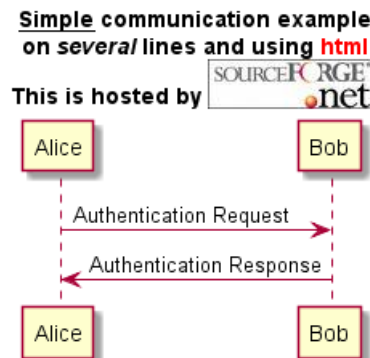 Simple communication example
on several lines and using html
SOURCEFORGE
This is hosted by .net
Alice Bob
Authentication Request
Authentication Response
Alice Bob